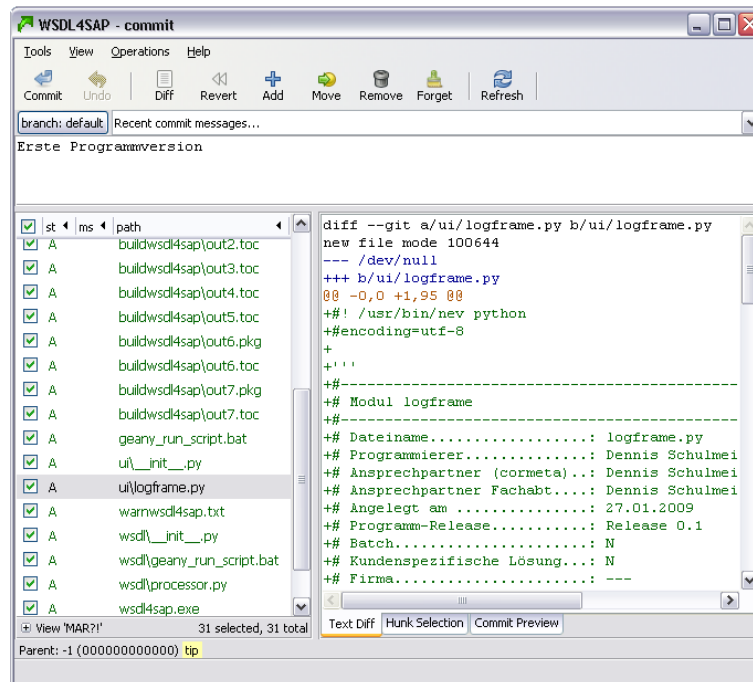 WSDL4SAP - commit
Tools View Operations Help
Commit Undo Diff Revert Add Move Remove Forget Refresh
branch: default Recent commit messages...
Erste Programmversion
st ms path
A buildwsdl4sap\out2.toc
A buildwsdl4sap\out3.toc
A buildwsdl4sap\out4.toc
A buildwsdl4sap\out5.toc
A buildwsdl4sap\out6.pkg
A buildwsdl4sap\out6.toc
A buildwsdl4sap\out7.pkg
A buildwsdl4sap\out7.toc
A geany_run_script.bat
A ui\__init__.py
A ui\logframe.py
A warnwsdl4sap.txt
A wsdl\__init__.py
A wsdl\geany_run_script.bat
A wsdl\processor.py
A wsdl4sap.exe
View 'MAR?!' 31 selected, 31 total
diff --git a/ui/logframe.py b/ui/logframe.py
new file mode 100644
--- /dev/null
+++ b/ui/logframe.py
@@ -0,0 +1,95 @@
+#! /usr/bin/nev python
+#encoding=utf-8
+
+'''
+#---------------------------------------------
+# Modul logframe
+#---------------------------------------------
+# Dateiname..................: logframe.py
+# Programmierer..............: Dennis Schulmei
+# Ansprechpartner (cormeta)..: Dennis Schulmei
+# Ansprechpartner Fachabt....: Dennis Schulmei
+# Angelegt am ...............: 27.01.2009
+# Programm-Release...........: Release 0.1
+# Batch......................: N
+# Kundenspezifische Lösung...: N
+# Firma......................: ---
Text Diff Hunk Selection Commit Preview
Parent: -1 (000000000000) tip